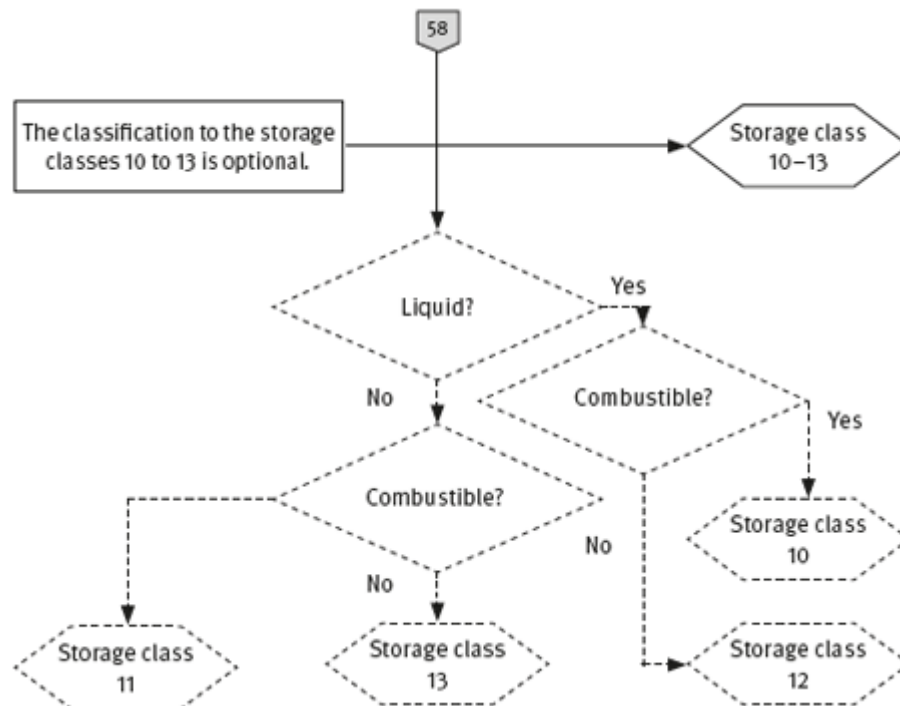 58
The classification to the storage
classes 10 to 13 is optional.
Storage class
10–13
Liquid?
Yes
No
Combustible?
Yes
Combustible?
Storage class
10
No
No
Storage class
11
Storage class
13
Storage class
12